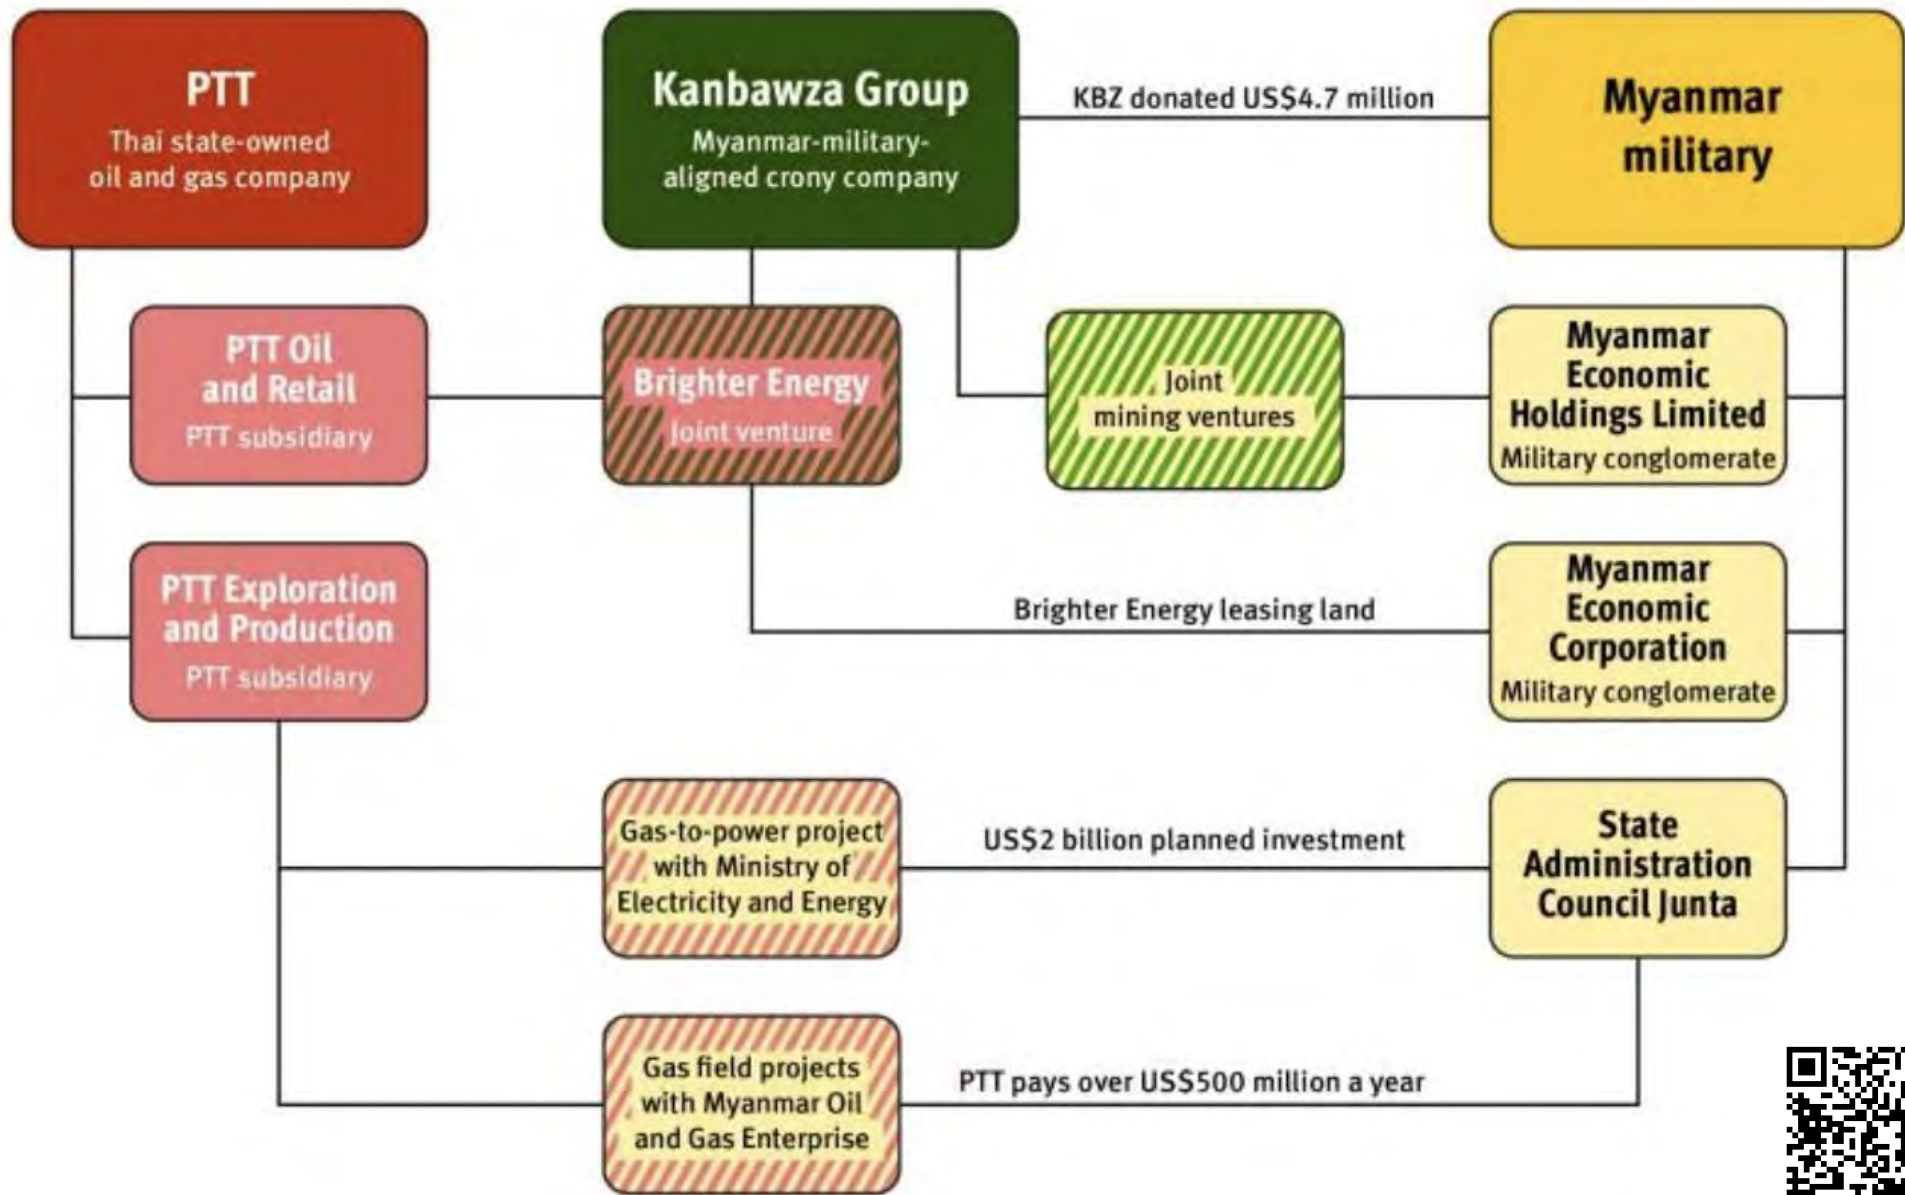 PTT
Thai state-owned
oil and gas company
Kanbawza Group
Myanmar-military-
aligned crony company
KBZ donated US$4.7 million
Myanmar
military
PTT Oil
and Retail
PTT subsidiary
Brighter Energy
Joint venture
Joint
mining ventures
Myanmar
Economic
Holdings Limited
Military conglomerate
PTT Exploration
and Production
PTT subsidiary
Brighter Energy leasing land
Myanmar
Economic
Corporation
Military conglomerate
Gas-to-power project
with Ministry of
Electricity and Energy
US$2 billion planned investment
State
Administration
Council Junta
Gas field projects
with Myanmar Oil
and Gas Enterprise
PTT pays over US$500 million a year